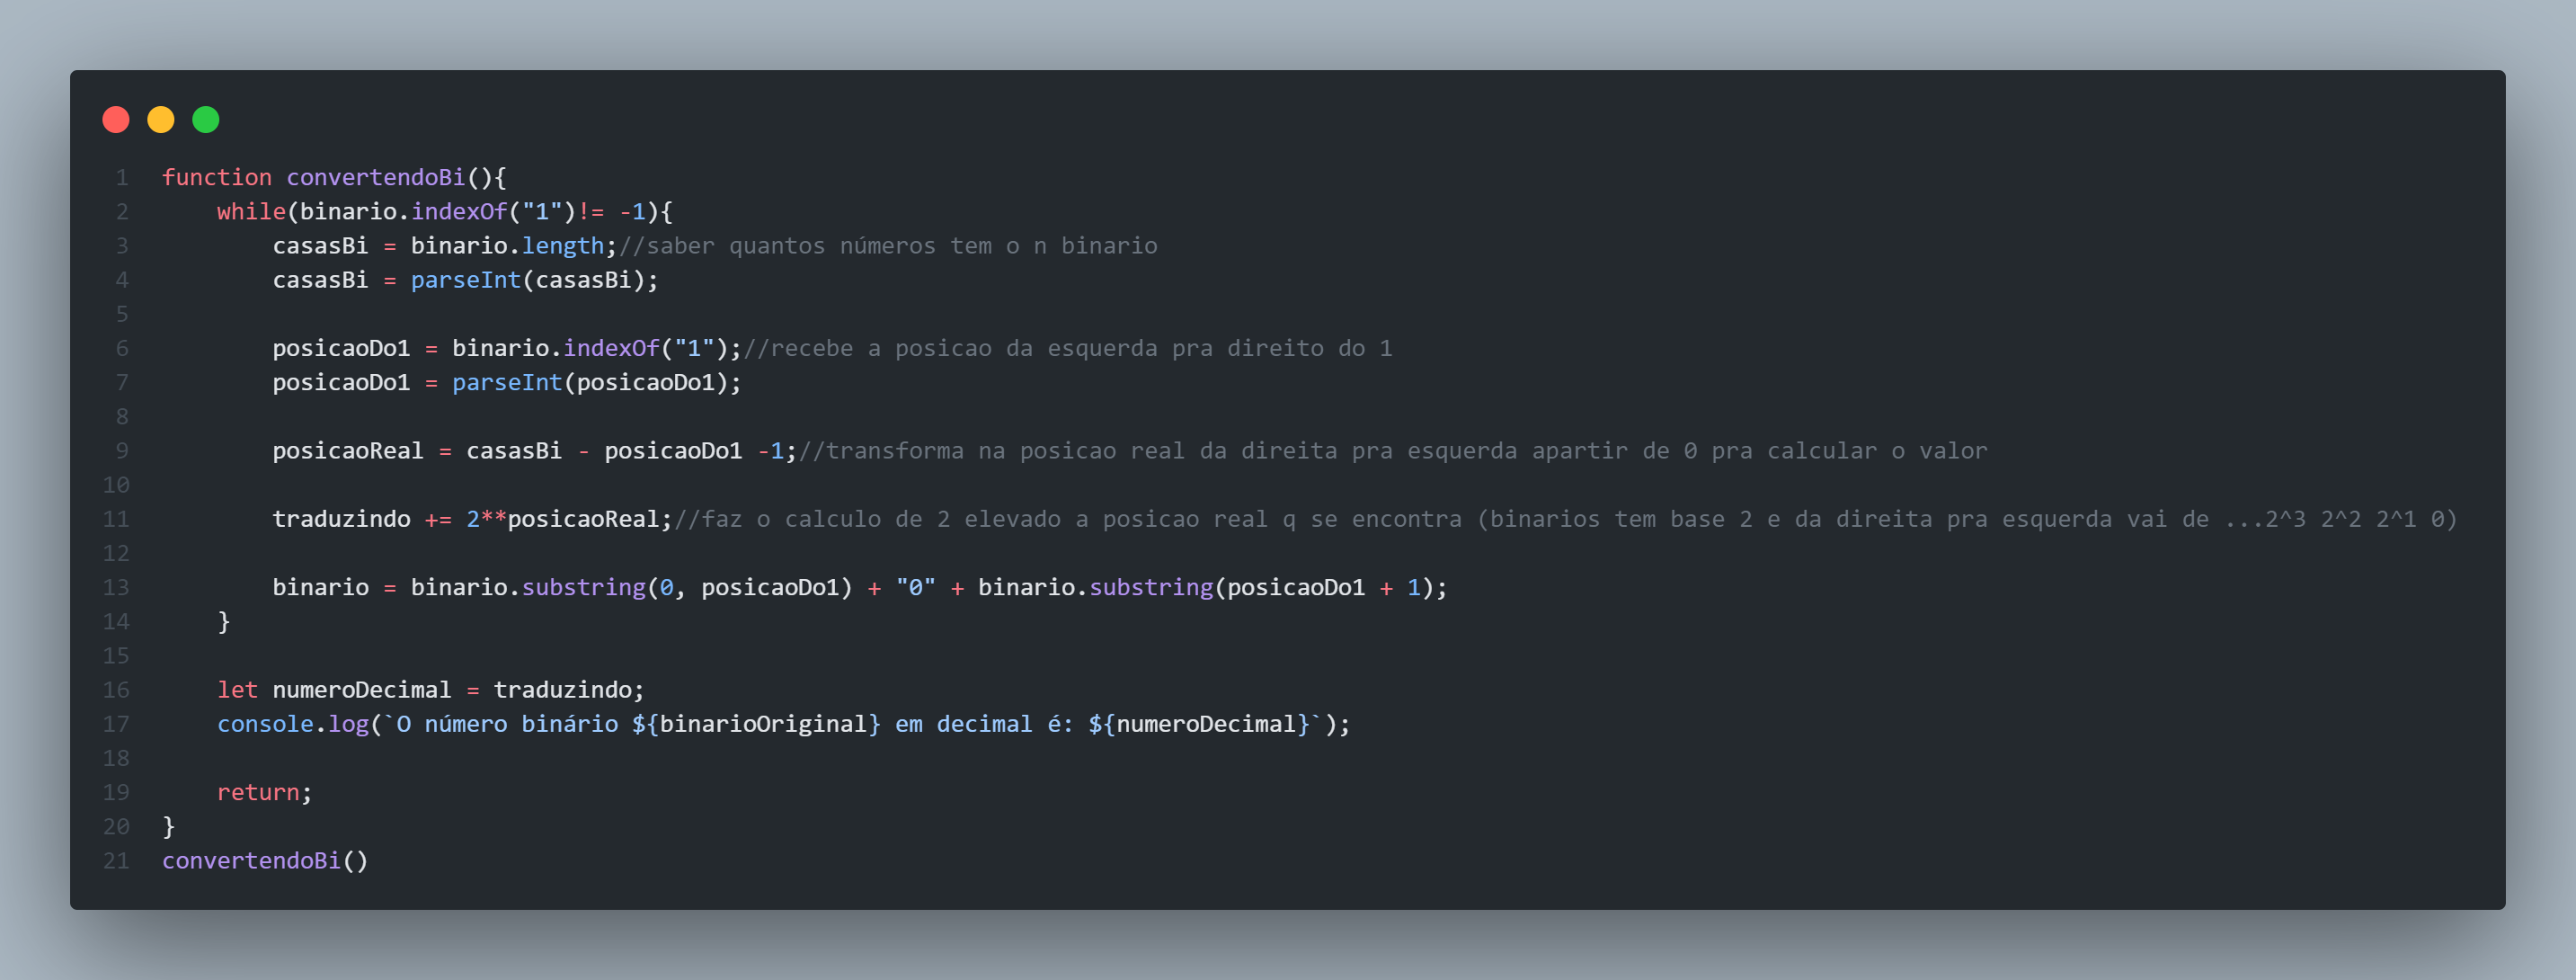 1 function convertendoBi(){
2     while(binario.indexOf("1")!= -1){
3         casasBi = binario.length;//saber quantos números tem o n binario
4         casasBi = parseInt(casasBi);
5
6         posicaoDo1 = binario.indexOf("1");//recebe a posicao da esquerda pra direito do 1
7         posicaoDo1 = parseInt(posicaoDo1);
8
9         posicaoReal = casasBi - posicaoDo1 -1;//transforma na posicao real da direita pra esquerda apartir de 0 pra calcular o valor
10
11         traduzindo += 2**posicaoReal;//faz o calculo de 2 elevado a posicao real q se encontra (binarios tem base 2 e da direita pra esquerda vai de ...2^3 2^2 2^1 0)
12
13         binario = binario.substring(0, posicaoDo1) + "0" + binario.substring(posicaoDo1 + 1);
14     }
15
16     let numeroDecimal = traduzindo;
17     console.log(`O número binário ${binarioOriginal} em decimal é: ${numeroDecimal}`);
18
19     return;
20 }
21 convertendoBi()